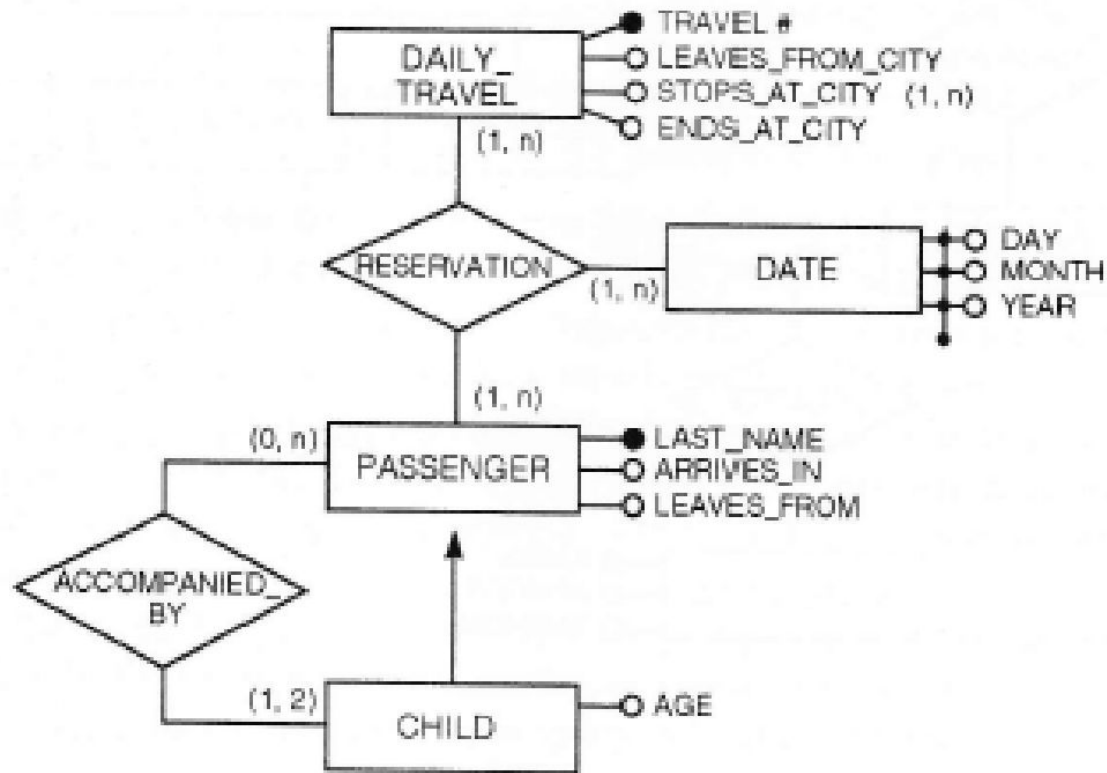 DAILY_
TRAVEL
TRAVEL #
LEAVES_FROM_CITY
STOPS_AT_CITY (1, n)
ENDS_AT_CITY
(1, n)
RESERVATION
(1, n)
DATE
DAY
MONTH
YEAR
(1, n)
(0, n)
PASSENGER
LAST_NAME
ARRIVES_IN
LEAVES_FROM
ACCOMPANIED_
BY
(1, 2)
CHILD
AGE